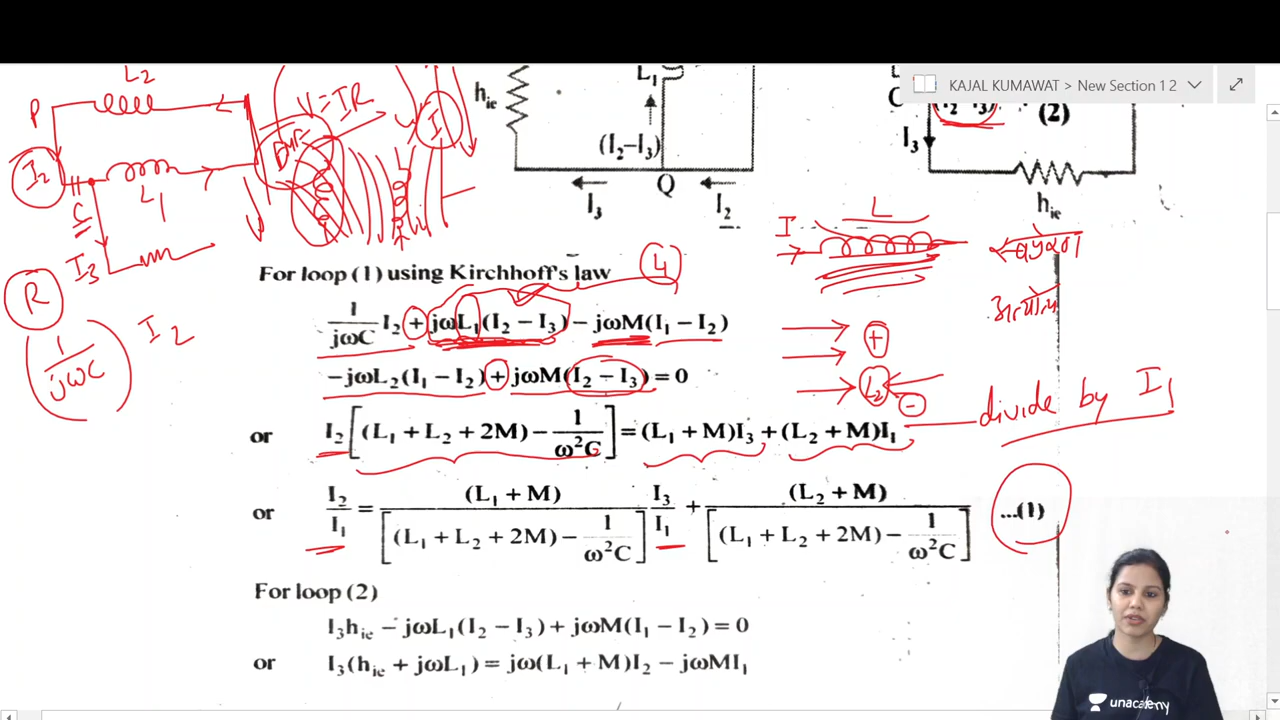 KAJAL KUMAWAT > New Section 1 2
L2
P
V = IR
I
I2
L1
C
I3
R
(1/jωC) I2
hie
L1
(I2–I3)
I3
Q
I2
I3
(2)
hie
I
L
For loop (1) using Kirchhoff's law
4
1/jωC I2 + jωL1(I2 – I3) – jωM(I1 – I2)
–jωL2(I1 – I2) + jωM(I2 – I3) = 0
+
L2
–
divide by I1
or I2[(L1 + L2 + 2M) – 1/ω²C] = (L1 + M)I3 + (L2 + M)I1
or I2/I1 = (L1 + M)/[(L1 + L2 + 2M) – 1/ω²C] I3/I1 + (L2 + M)/[(L1 + L2 + 2M) – 1/ω²C] ...(1)
For loop (2)
I3hie – jωL1(I2 – I3) + jωM(I1 – I2) = 0
or I3(hie + jωL1) = jω(L1 + M)I2 – jωMI1
unacademy